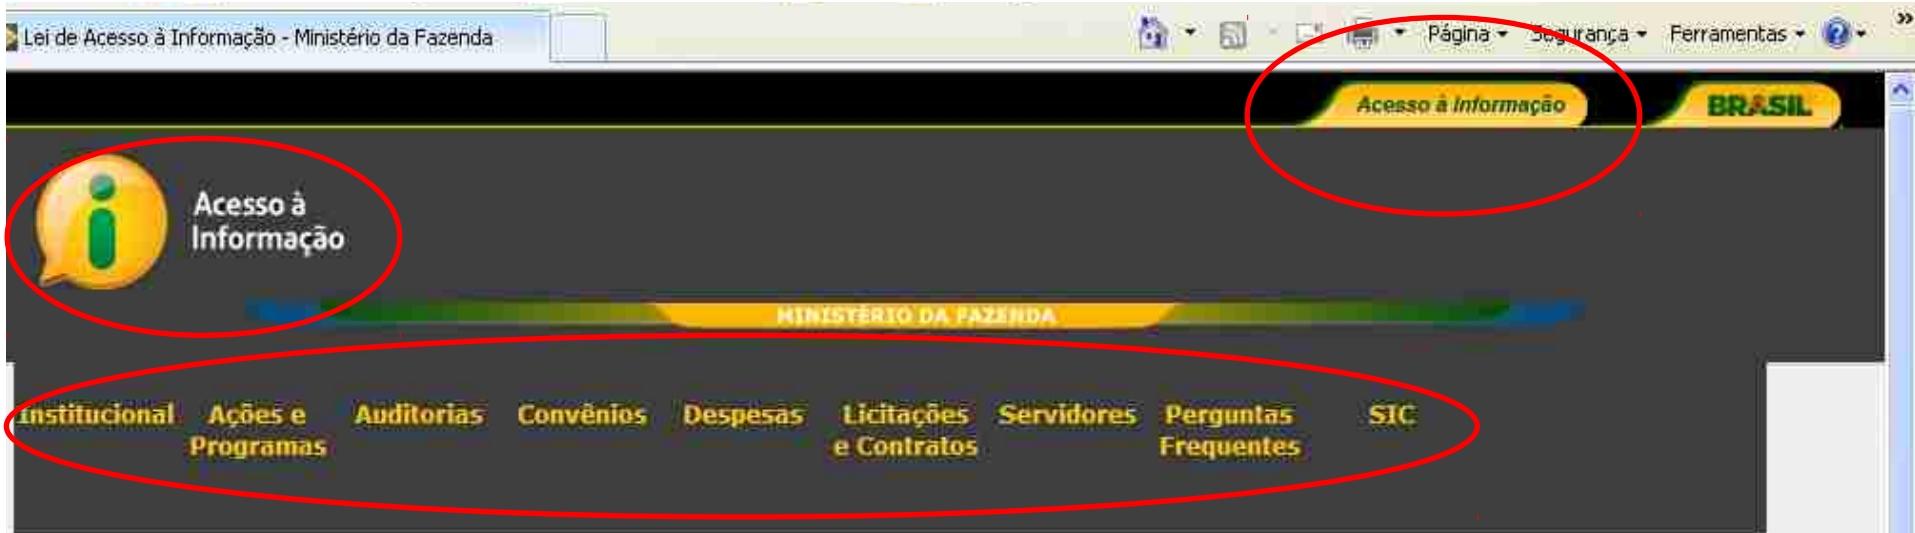 Lei de Acesso à Informação - Ministério da Fazenda
Página Segurança Ferramentas
Acesso à Informação BRASIL
Acesso à
Informação
MINISTÉRIO DA FAZENDA
Institucional Ações e Programas Auditorias Convênios Despesas Licitações e Contratos Servidores Perguntas Frequentes SIC